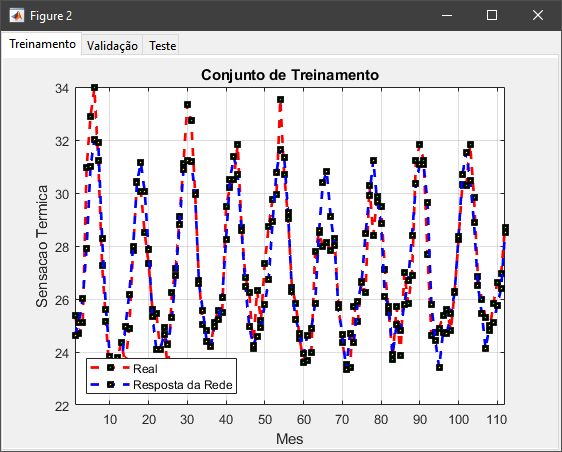 Figure 2
Treinamento Validação Teste
Conjunto de Treinamento
34
32
30
28
26
24
22
Sensacao Termica
10 20 30 40 50 60 70 80 90 100 110
Mes
Real
Resposta da Rede